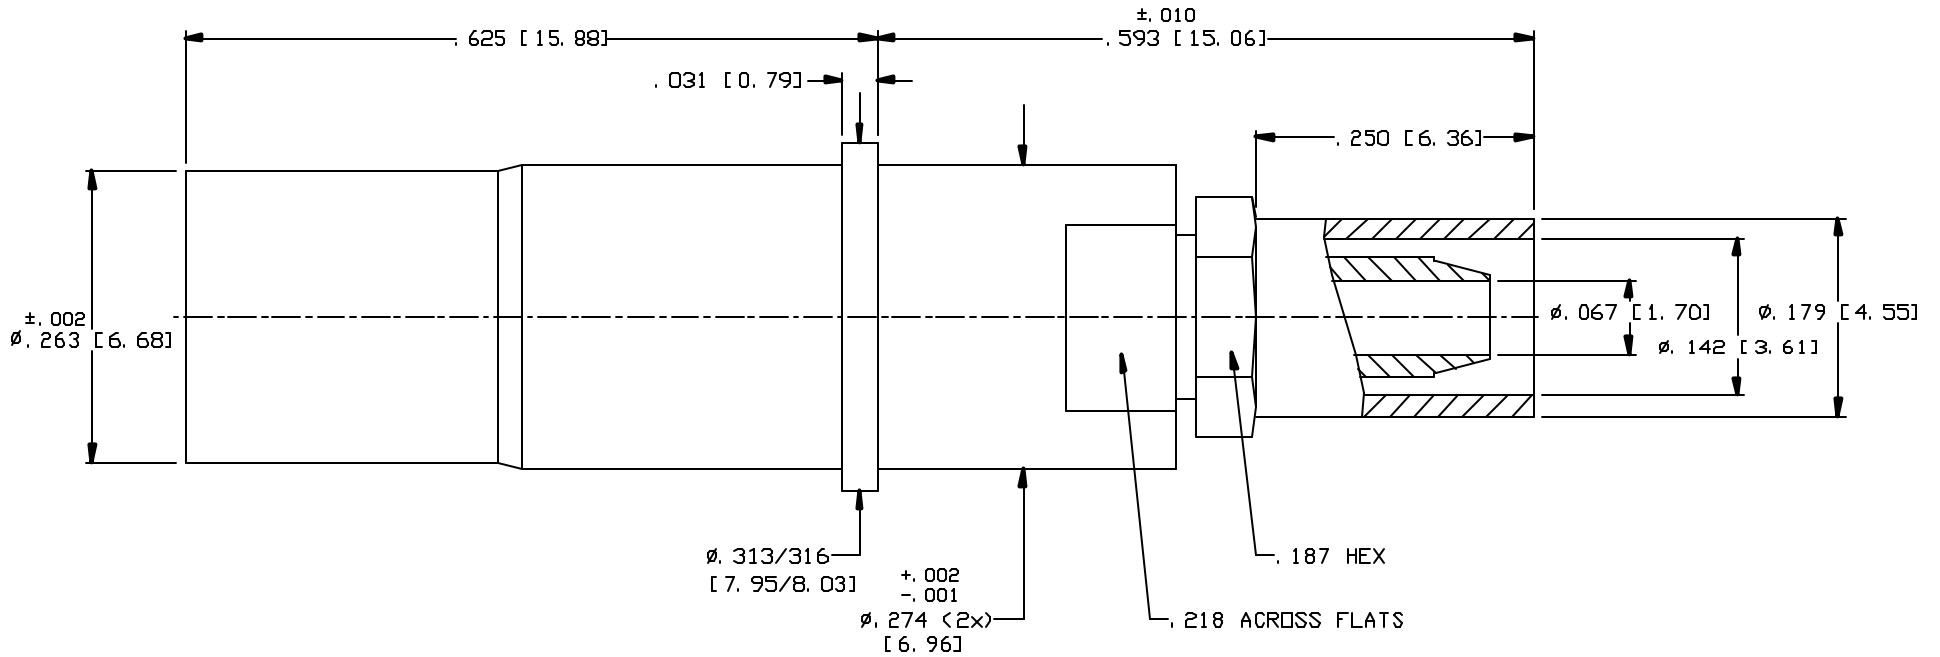 ±.010
.625 [15.88]
.593 [15.06]
.031 [0.79]
.250 [6.36]
±.002
Ø.263 [6.68]
Ø.067 [1.70]
Ø.179 [4.55]
Ø.142 [3.61]
Ø.313/316
[7.95/8.03]
.187 HEX
+.002
-.001
Ø.274 (2x)
[6.96]
.218 ACROSS FLATS